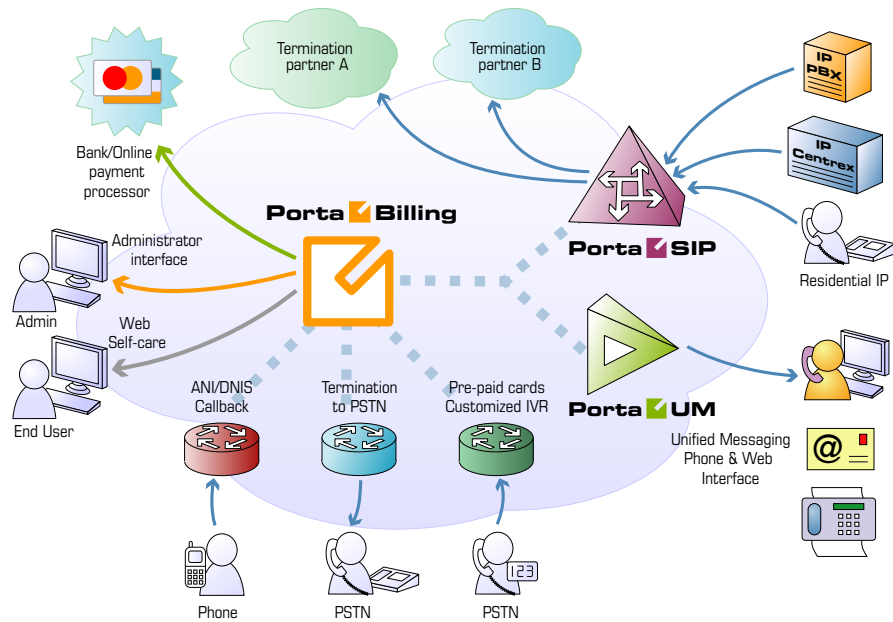 Termination
partner A
Termination
partner B
IP
PBX
IP
Centrex
Bank/Online
payment
processor
Porta Billing
Administrator
interface
Porta SIP
Residential IP
Admin
Web
Self-care
End User
ANI/DNIS
Callback
Termination
to PSTN
Pre-paid cards
Customized IVR
Porta UM
Unified Messaging
Phone & Web
Interface
@
123
Phone
PSTN
PSTN